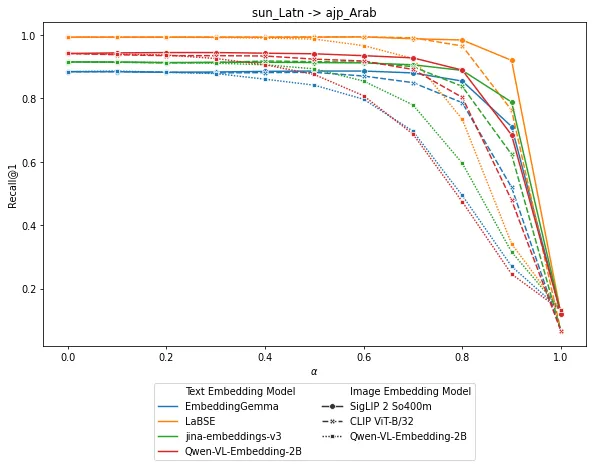 sun_Latn -> ajp_Arab
Recall@1
1.0
0.8
0.6
0.4
0.2
0.0 0.2 0.4 0.6 0.8 1.0
α
Text Embedding Model
EmbeddingGemma
LaBSE
jina-embeddings-v3
Qwen-VL-Embedding-2B
Image Embedding Model
SigLIP 2 So400m
CLIP ViT-B/32
Qwen-VL-Embedding-2B